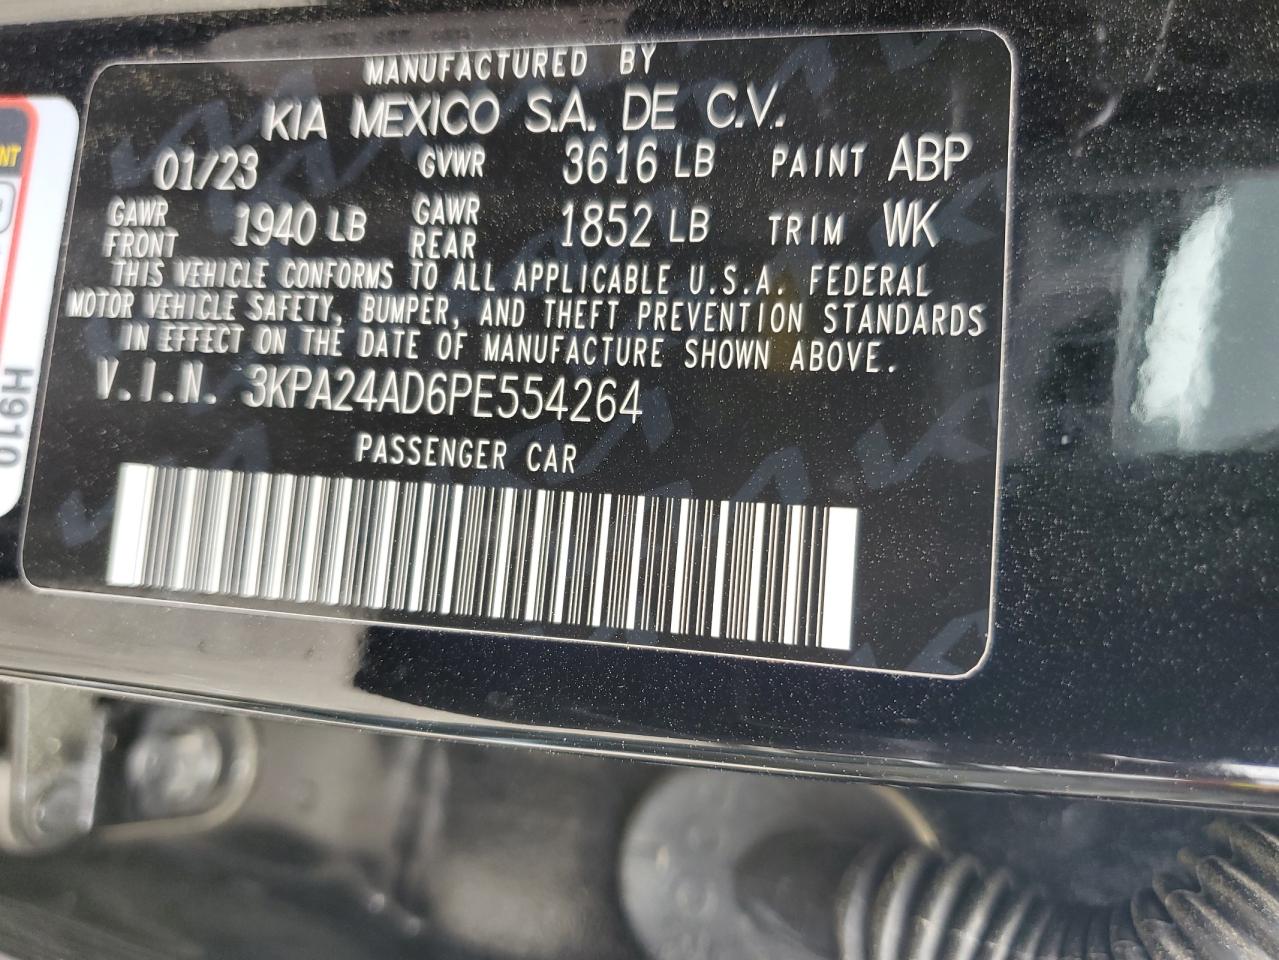 MANUFACTURED BY
KIA MEXICO S.A. DE C.V.
01/23 GVWR 3616 LB PAINT ABP
GAWR FRONT 1940 LB GAWR REAR 1852 LB TRIM WK
THIS VEHICLE CONFORMS TO ALL APPLICABLE U.S.A. FEDERAL
MOTOR VEHICLE SAFETY, BUMPER, AND THEFT PREVENTION STANDARDS
IN EFFECT ON THE DATE OF MANUFACTURE SHOWN ABOVE.
V.I.N. 3KPA24AD6PE554264
PASSENGER CAR
NT
H910